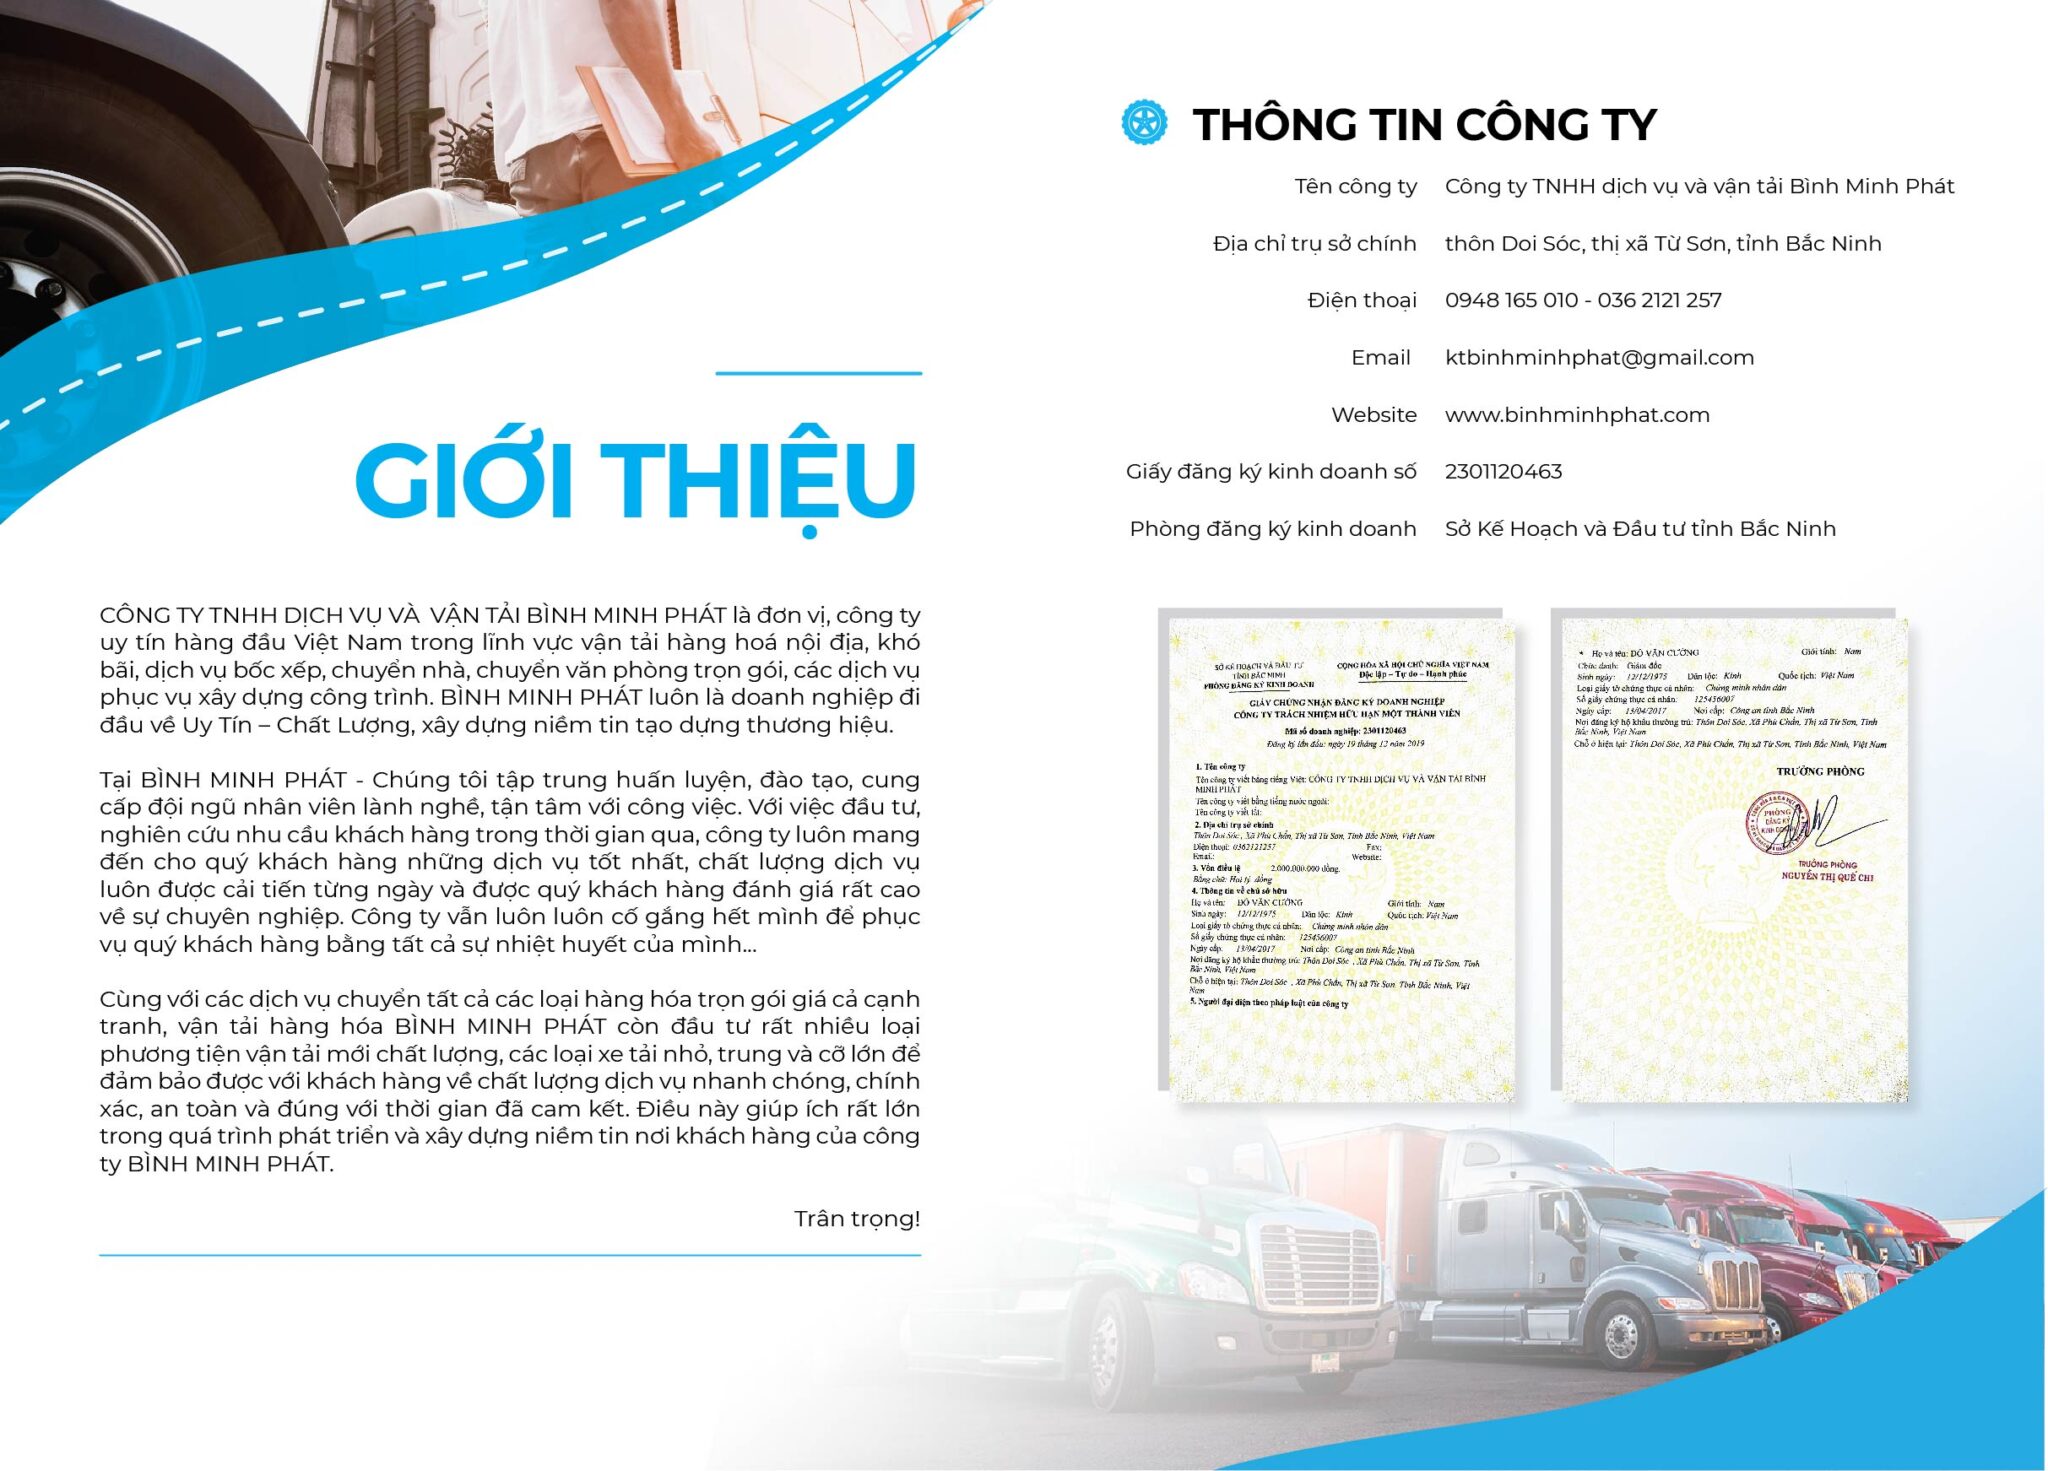 GIỚI THIỆU
CÔNG TY TNHH DỊCH VỤ VÀ VẬN TẢI BÌNH MINH PHÁT là đơn vị, công ty
uy tín hàng đầu Việt Nam trong lĩnh vực vận tải hàng hoá nội địa, khó
bãi, dịch vụ bốc xếp, chuyển nhà, chuyển văn phòng trọn gói, các dịch vụ
phục vụ xây dựng công trình. BÌNH MINH PHÁT luôn là doanh nghiệp đi
đầu về Uy Tín – Chất Lượng, xây dựng niềm tin tạo dựng thương hiệu.
Tại BÌNH MINH PHÁT - Chúng tôi tập trung huấn luyện, đào tạo, cung
cấp đội ngũ nhân viên lành nghề, tận tâm với công việc. Với việc đầu tư,
nghiên cứu nhu cầu khách hàng trong thời gian qua, công ty luôn mang
đến cho quý khách hàng những dịch vụ tốt nhất, chất lượng dịch vụ
luôn được cải tiến từng ngày và được quý khách hàng đánh giá rất cao
về sự chuyên nghiệp. Công ty vẫn luôn luôn cố gắng hết mình để phục
vụ quý khách hàng bằng tất cả sự nhiệt huyết của mình...
Cùng với các dịch vụ chuyển tất cả các loại hàng hóa trọn gói giá cả cạnh
tranh, vận tải hàng hóa BÌNH MINH PHÁT còn đầu tư rất nhiều loại
phương tiện vận tải mới chất lượng, các loại xe tải nhỏ, trung và cỡ lớn để
đảm bảo được với khách hàng về chất lượng dịch vụ nhanh chóng, chính
xác, an toàn và đúng với thời gian đã cam kết. Điều này giúp ích rất lớn
trong quá trình phát triển và xây dựng niềm tin nơi khách hàng của công
ty BÌNH MINH PHÁT.
Trân trọng!
THÔNG TIN CÔNG TY
Tên công ty Công ty TNHH dịch vụ và vận tải Bình Minh Phát
Địa chỉ trụ sở chính thôn Doi Sóc, thị xã Từ Sơn, tỉnh Bắc Ninh
Điện thoại 0948 165 010 - 036 2121 257
Email ktbinhminhphat@gmail.com
Website www.binhminhphat.com
Giấy đăng ký kinh doanh số 2301120463
Phòng đăng ký kinh doanh Sở Kế Hoạch và Đầu tư tỉnh Bắc Ninh
SỞ KẾ HOẠCH VÀ ĐẦU TƯ CỘNG HÒA XÃ HỘI CHỦ NGHĨA VIỆT NAM
TỈNH BẮC NINH Độc lập – Tự do – Hạnh phúc
PHÒNG ĐĂNG KÝ KINH DOANH
GIẤY CHỨNG NHẬN ĐĂNG KÝ DOANH NGHIỆP
CÔNG TY TRÁCH NHIỆM HỮU HẠN MỘT THÀNH VIÊN
Mã số doanh nghiệp: 2301120463
Đăng ký lần đầu: ngày 19 tháng 12 năm 2019
1. Tên công ty
Tên công ty viết bằng tiếng Việt: CÔNG TY TNHH DỊCH VỤ VÀ VẬN TẢI BÌNH
MINH PHÁT
Tên công ty viết bằng tiếng nước ngoài:
Tên công ty viết tắt:
2. Địa chỉ trụ sở chính
Thôn Doi Sóc , Xã Phù Chẩn, Thị xã Từ Sơn, Tỉnh Bắc Ninh, Việt Nam
Điện thoại: 0362121257 Fax:
Email: Website:
3. Vốn điều lệ 2.000.000.000 đồng.
Bằng chữ: Hai tỷ đồng
4. Thông tin về chủ sở hữu
Họ và tên: ĐỖ VĂN CƯỜNG Giới tính: Nam
Sinh ngày: 12/12/1975 Dân tộc: Kinh Quốc tịch: Việt Nam
Loại giấy tờ chứng thực cá nhân: Chứng minh nhân dân
Số giấy chứng thực cá nhân: 125456007
Ngày cấp: 13/04/2017 Nơi cấp: Công an tỉnh Bắc Ninh
Nơi đăng ký hộ khẩu thường trú: Thôn Doi Sóc , Xã Phù Chẩn, Thị xã Từ Sơn, Tỉnh
Bắc Ninh, Việt Nam
Chỗ ở hiện tại: Thôn Doi Sóc , Xã Phù Chẩn, Thị xã Từ Sơn, Tỉnh Bắc Ninh, Việt
Nam
5. Người đại diện theo pháp luật của công ty
* Họ và tên: ĐỖ VĂN CƯỜNG Giới tính: Nam
Chức danh: Giám đốc
Sinh ngày: 12/12/1975 Dân tộc: Kinh Quốc tịch: Việt Nam
Loại giấy tờ chứng thực cá nhân: Chứng minh nhân dân
Số giấy chứng thực cá nhân: 125456007
Ngày cấp: 13/04/2017 Nơi cấp: Công an tỉnh Bắc Ninh
Nơi đăng ký hộ khẩu thường trú: Thôn Doi Sóc, Xã Phù Chẩn, Thị xã Từ Sơn, Tỉnh
Bắc Ninh, Việt Nam
Chỗ ở hiện tại: Thôn Doi Sóc, Xã Phù Chẩn, Thị xã Từ Sơn, Tỉnh Bắc Ninh, Việt Nam
TRƯỞNG PHÒNG
PHÒNG
ĐĂNG KÝ
KINH DOANH
TRƯỞNG PHÒNG
NGUYỄN THỊ QUẾ CHI